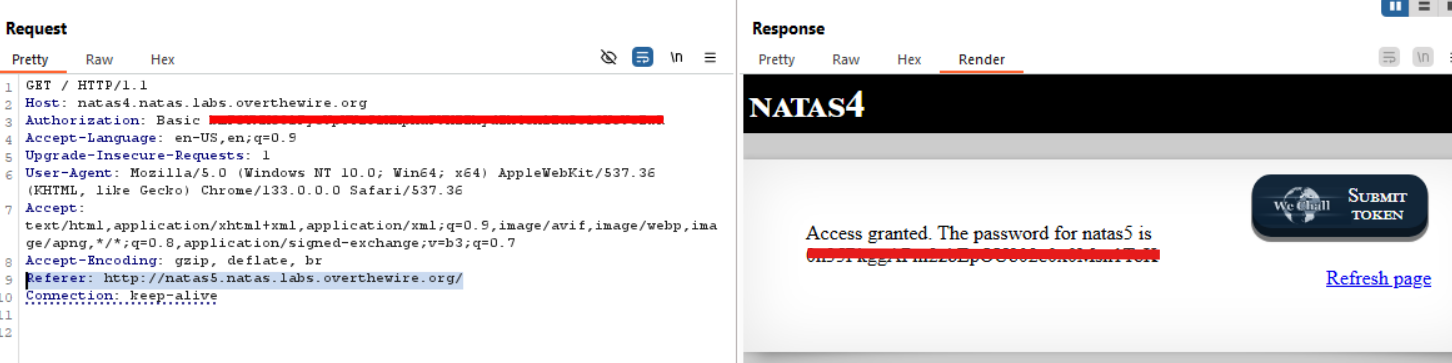 Request
Pretty Raw Hex
\n
1 GET / HTTP/1.1
2 Host: natas4.natas.labs.overthewire.org
3 Authorization: Basic
4 Accept-Language: en-US,en;q=0.9
5 Upgrade-Insecure-Requests: 1
6 User-Agent: Mozilla/5.0 (Windows NT 10.0; Win64; x64) AppleWebKit/537.36
(KHTML, like Gecko) Chrome/133.0.0.0 Safari/537.36
7 Accept:
text/html,application/xhtml+xml,application/xml;q=0.9,image/avif,image/webp,ima
ge/apng,*/*;q=0.8,application/signed-exchange;v=b3;q=0.7
8 Accept-Encoding: gzip, deflate, br
9 Referer: http://natas5.natas.labs.overthewire.org/
10 Connection: keep-alive
11
12
Response
Pretty Raw Hex Render
\n
NATAS4
We Chall
SUBMIT
TOKEN
Access granted. The password for natas5 is
Refresh page